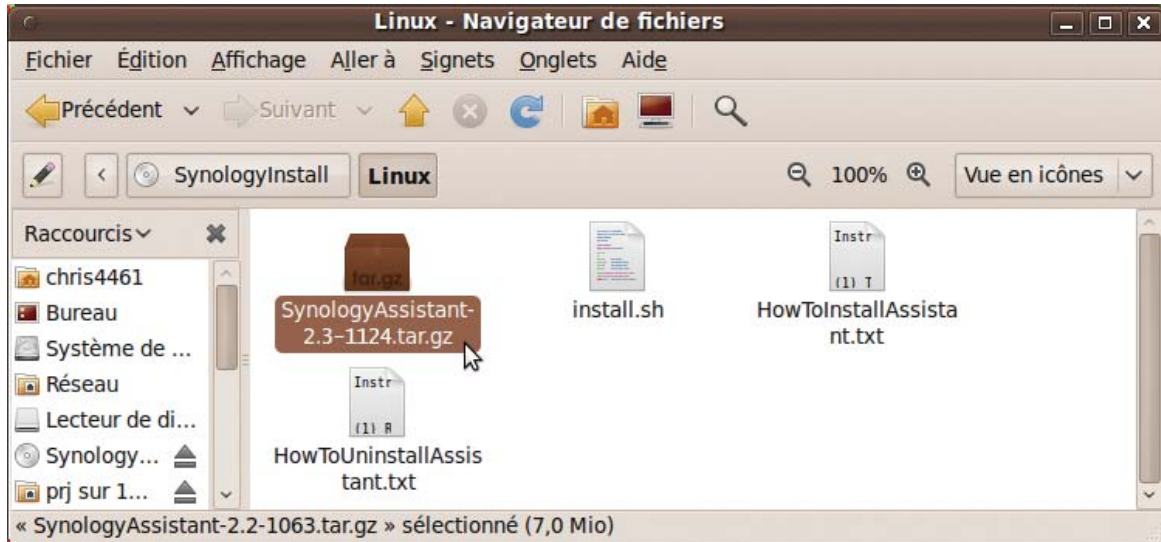 Linux - Navigateur de fichiers
Fichier Édition Affichage Aller à Signets Onglets Aide
Précédent Suivant
SynologyInstall Linux 100% Vue en icônes
Raccourcis
chris4461
Bureau
Système de ...
Réseau
Lecteur de di...
Synology...
prj sur 1...
tar.gz
SynologyAssistant-
2.3-1124.tar.gz
install.sh
Instr
(1) T
HowToInstallAssista
nt.txt
Instr
(1) R
HowToUninstallAssis
tant.txt
« SynologyAssistant-2.2-1063.tar.gz » sélectionné (7,0 Mio)